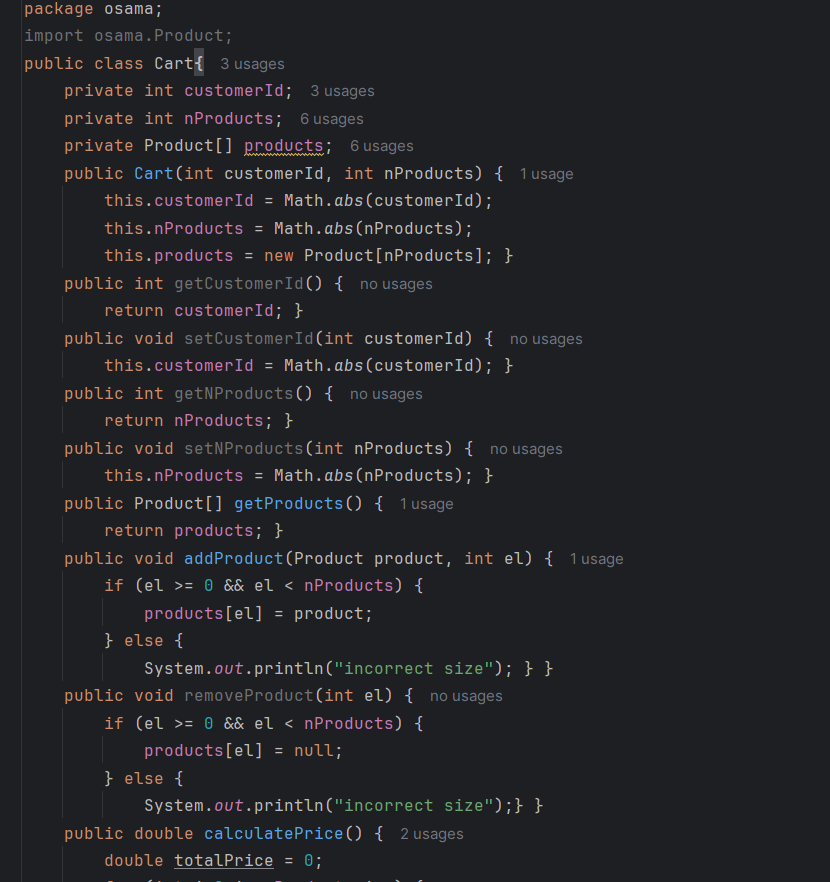 package osama;
import osama.Product;
public class Cart{ 3 usages
private int customerId; 3 usages
private int nProducts; 6 usages
private Product[] products; 6 usages
public Cart(int customerId, int nProducts) { 1 usage
this.customerId = Math.abs(customerId);
this.nProducts = Math.abs(nProducts);
this.products = new Product[nProducts]; }
public int getCustomerId() { no usages
return customerId; }
public void setCustomerId(int customerId) { no usages
this.customerId = Math.abs(customerId); }
public int getNProducts() { no usages
return nProducts; }
public void setNProducts(int nProducts) { no usages
this.nProducts = Math.abs(nProducts); }
public Product[] getProducts() { 1 usage
return products; }
public void addProduct(Product product, int el) { 1 usage
if (el >= 0 && el < nProducts) {
products[el] = product;
} else {
System.out.println("incorrect size"); } }
public void removeProduct(int el) { no usages
if (el >= 0 && el < nProducts) {
products[el] = null;
} else {
System.out.println("incorrect size");} }
public double calculatePrice() { 2 usages
double totalPrice = 0;